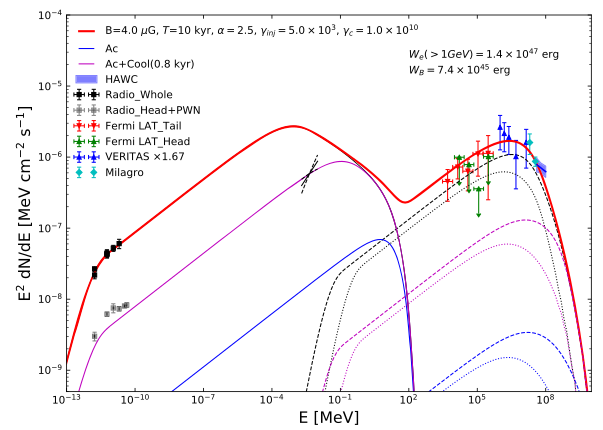 B=4.0 μG, T=10 kyr, α = 2.5, γinj = 5.0 × 10³, γc = 1.0 × 10¹⁰
Ac
Ac+Cool(0.8 kyr)
HAWC
Radio_Whole
Radio_Head+PWN
Fermi LAT_Tail
Fermi LAT_Head
VERITAS ×1.67
Milagro
We(>1GeV) = 1.4 × 10⁴⁷ erg
WB = 7.4 × 10⁴⁵ erg
E² dN/dE [MeV cm⁻² s⁻¹]
10⁻⁴
10⁻⁵
10⁻⁶
10⁻⁷
10⁻⁸
10⁻⁹
10⁻¹³ 10⁻¹⁰ 10⁻⁷ 10⁻⁴ 10⁻¹ 10² 10⁵ 10⁸
E [MeV]